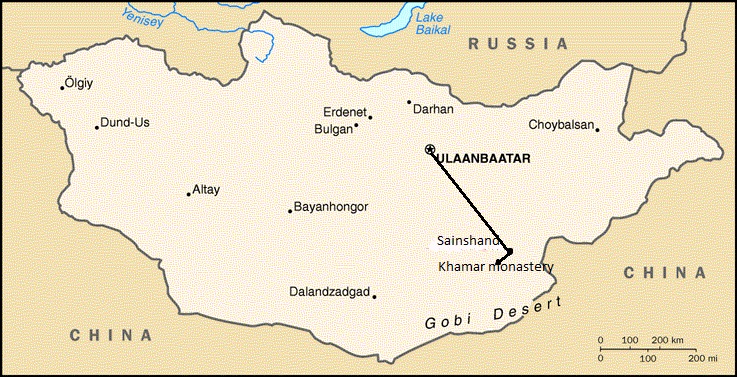 Yenisey
Lake
Baikal
RUSSIA
Ölgiy
Dund-Us
Erdenet
Bulgan
Darhan
Choybalsan
ULAANBAATAR
Altay
Bayanhongor
Sainshand
Khamar monastery
CHINA
Dalandzadgad
Gobi Desert
CHINA
0 100 200 km
0 100 200 mi